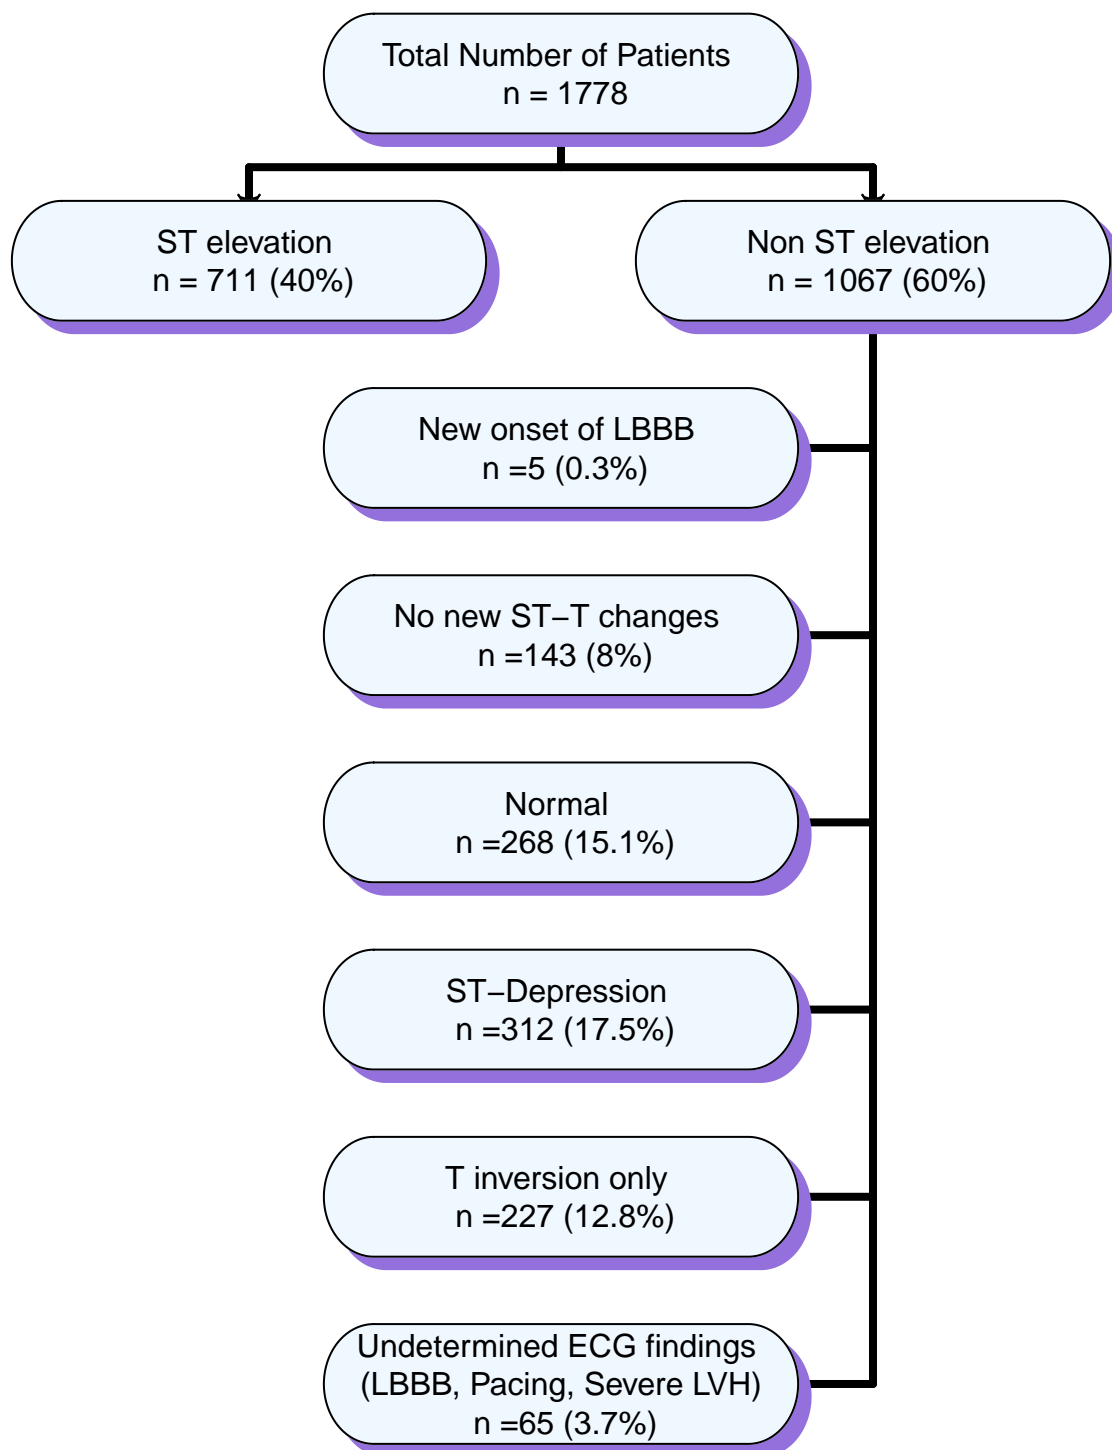 Total Number of Patients
n = 1778
ST elevation
n = 711 (40%)
Non ST elevation
n = 1067 (60%)
New onset of LBBB
n =5 (0.3%)
No new ST−T changes
n =143 (8%)
Normal
n =268 (15.1%)
ST−Depression
n =312 (17.5%)
T inversion only
n =227 (12.8%)
Undetermined ECG findings
(LBBB, Pacing, Severe LVH)
n =65 (3.7%)